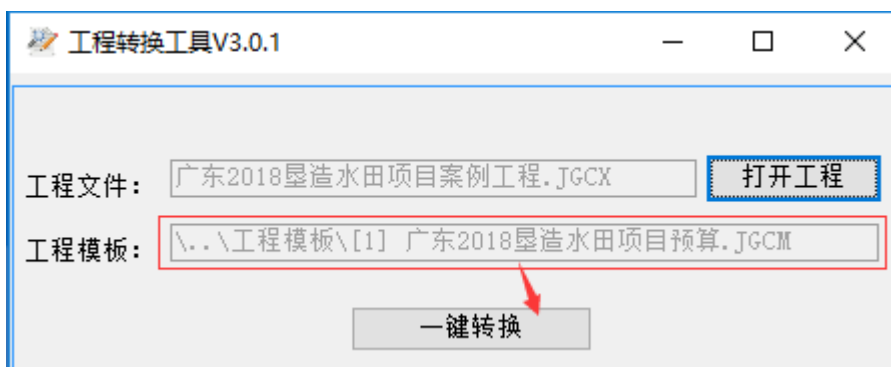 工程转换工具V3.0.1
工程文件: 广东2018垦造水田项目案例工程.JGCX 打开工程
工程模板: \..\工程模板\[1] 广东2018垦造水田项目预算.JGCM
一键转换